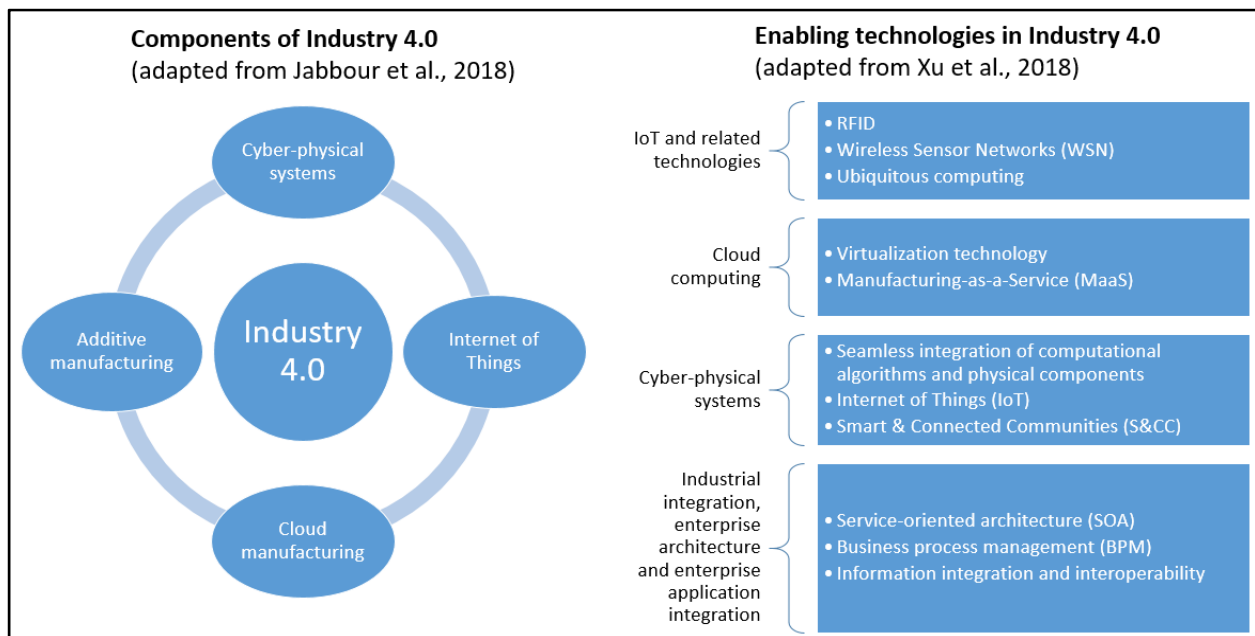 Components of Industry 4.0
(adapted from Jabbour et al., 2018)
Cyber-physical
systems
Additive
manufacturing
Industry
4.0
Internet of
Things
Cloud
manufacturing
Enabling technologies in Industry 4.0
(adapted from Xu et al., 2018)
IoT and related
technologies
• RFID
• Wireless Sensor Networks (WSN)
• Ubiquitous computing
Cloud
computing
• Virtualization technology
• Manufacturing-as-a-Service (MaaS)
Cyber-physical
systems
• Seamless integration of computational
algorithms and physical components
• Internet of Things (IoT)
• Smart & Connected Communities (S&CC)
Industrial
integration,
enterprise
architecture
and enterprise
application
integration
• Service-oriented architecture (SOA)
• Business process management (BPM)
• Information integration and interoperability